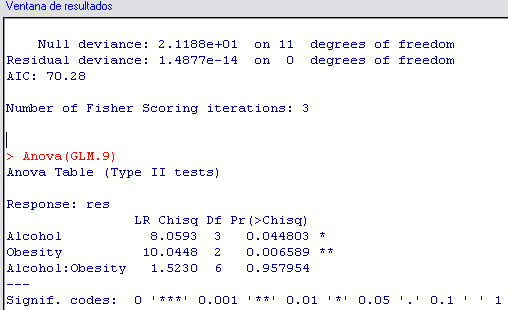 Ventana de resultados
Null deviance: 2.1188e+01 on 11 degrees of freedom
Residual deviance: 1.4877e-14 on 0 degrees of freedom
AIC: 70.28
Number of Fisher Scoring iterations: 3
> Anova(GLM.9)
Anova Table (Type II tests)
Response: res
LR Chisq Df Pr(>Chisq)
Alcohol 8.0593 3 0.044803 *
Obesity 10.0448 2 0.006589 **
Alcohol:Obesity 1.5230 6 0.957954
---
Signif. codes: 0 '***' 0.001 '**' 0.01 '*' 0.05 '.' 0.1 ' ' 1